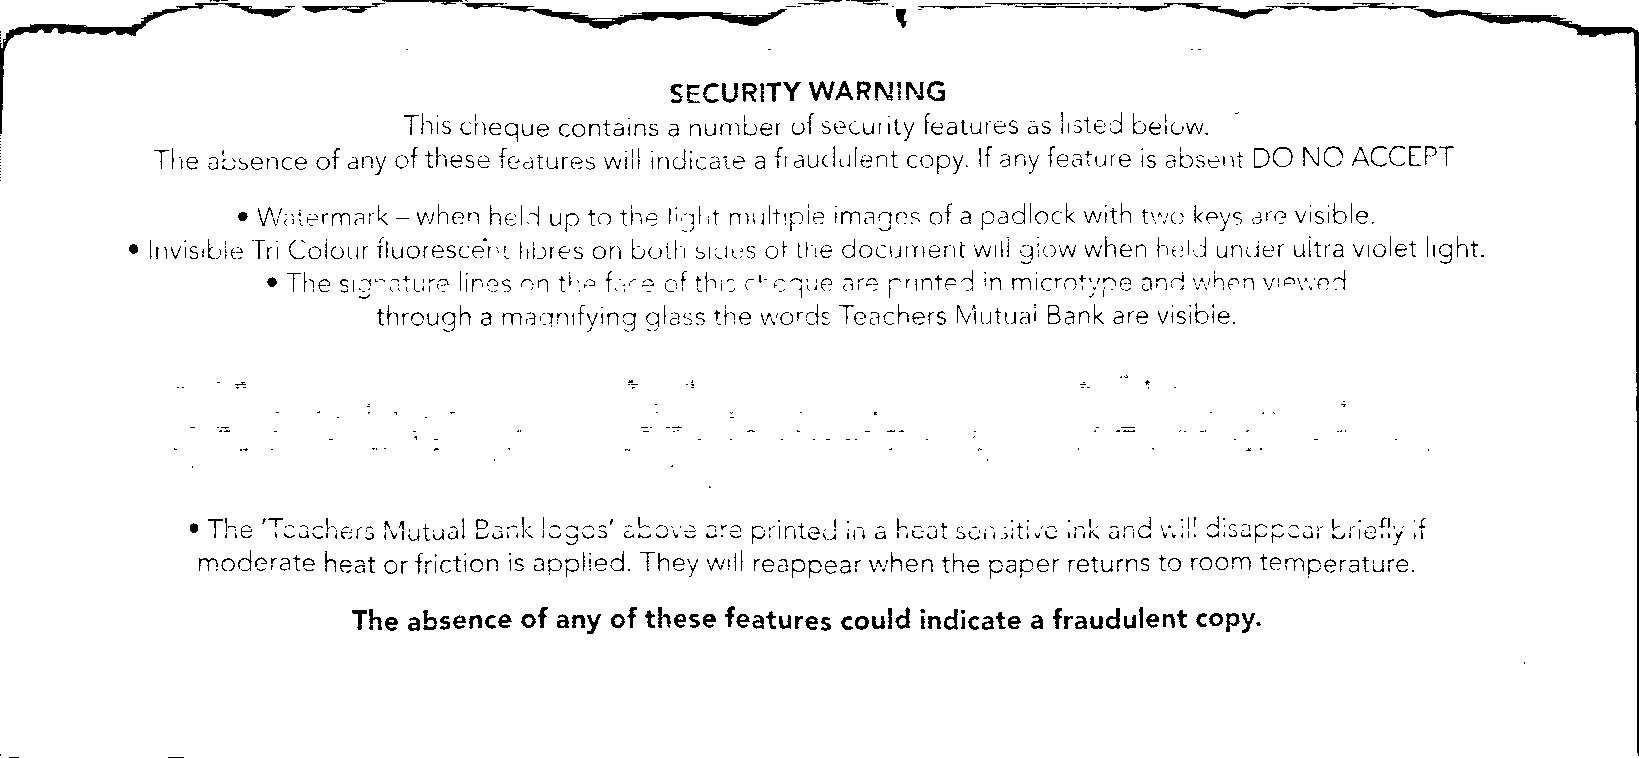 SECURITY WARNING
This cheque contains a number of security features as listed below.
The absence of any of these features will indicate a fraudulent copy. If any feature is absent DO NO ACCEPT
• Watermark – when held up to the light multiple images of a padlock with two keys are visible.
• Invisible Tri Colour fluorescent fibres on both sides of the document will glow when held under ultra violet light.
• The signature lines on the face of this cheque are printed in microtype and when viewed
through a magnifying glass the words Teachers Mutual Bank are visible.
• The 'Teachers Mutual Bank logos' above are printed in a heat sensitive ink and will disappear briefly if
moderate heat or friction is applied. They will reappear when the paper returns to room temperature.
The absence of any of these features could indicate a fraudulent copy.